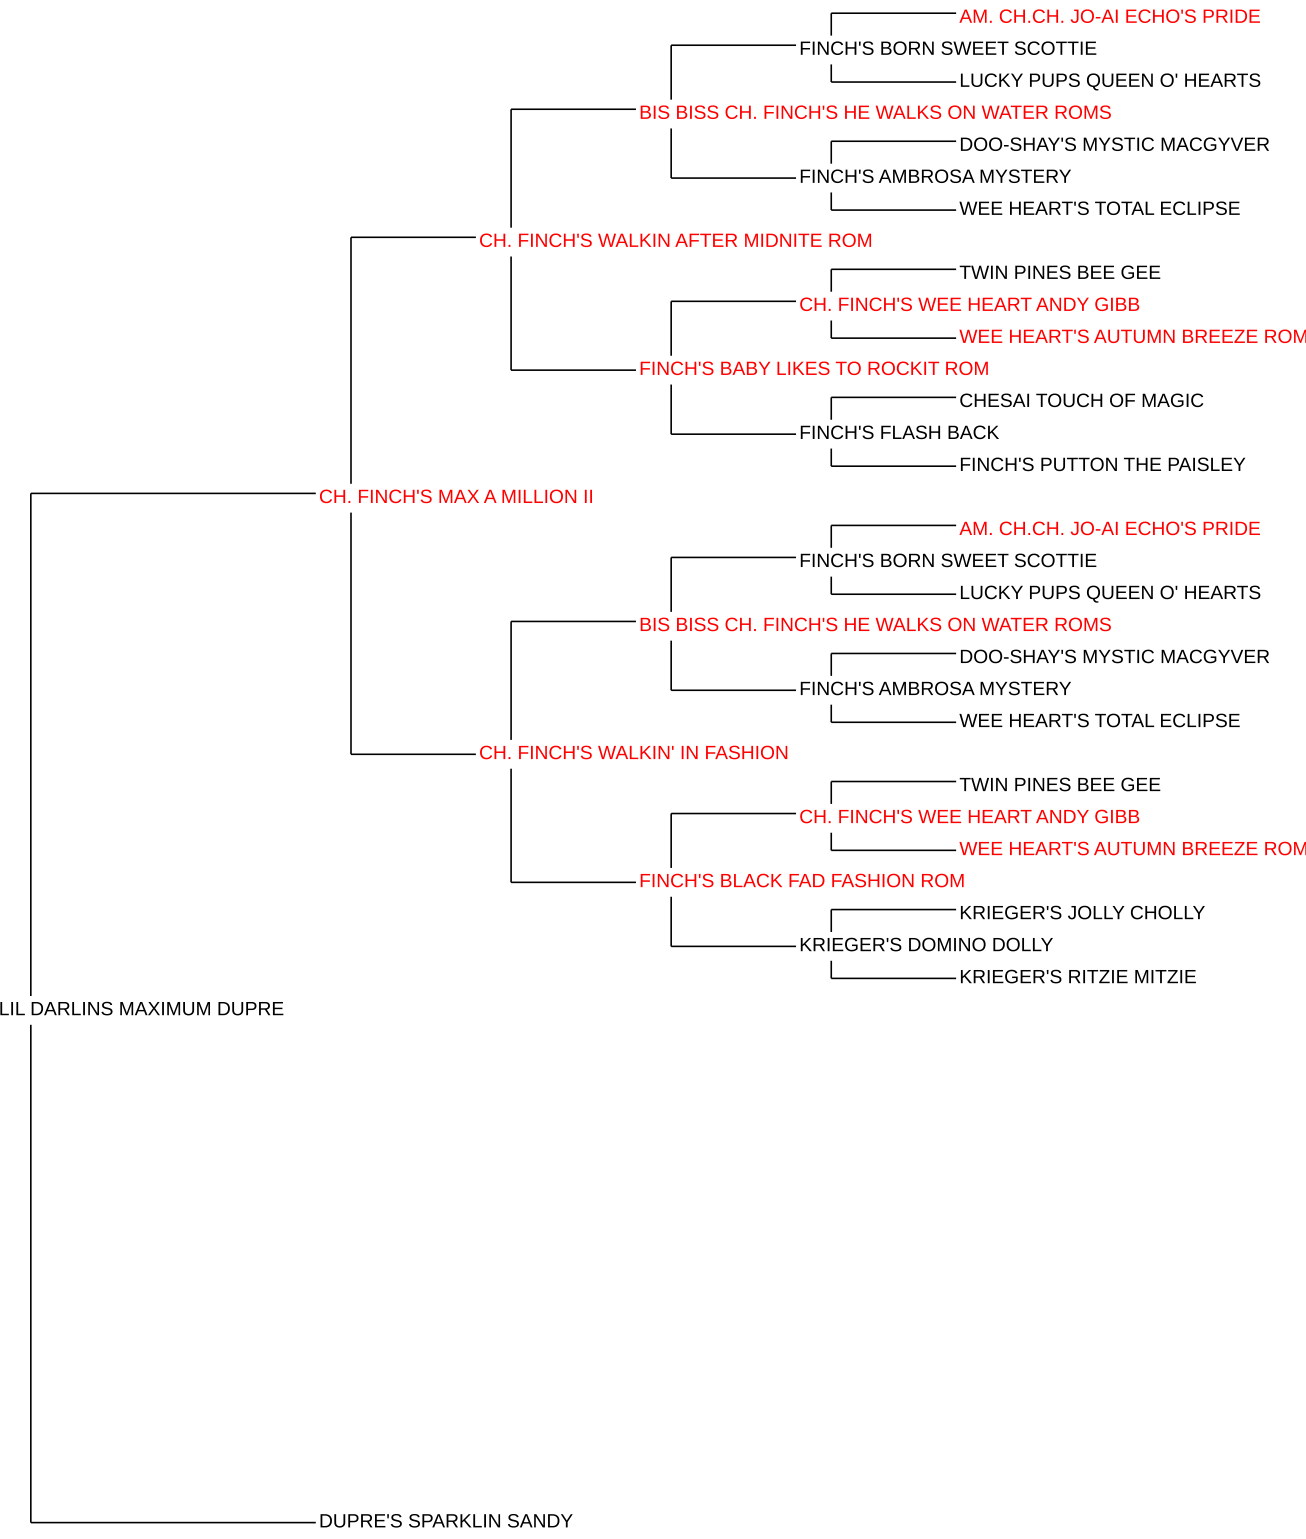 AM. CH.CH. JO-AI ECHO'S PRIDE
FINCH'S BORN SWEET SCOTTIE
LUCKY PUPS QUEEN O' HEARTS
BIS BISS CH. FINCH'S HE WALKS ON WATER ROMS
DOO-SHAY'S MYSTIC MACGYVER
FINCH'S AMBROSA MYSTERY
WEE HEART'S TOTAL ECLIPSE
CH. FINCH'S WALKIN AFTER MIDNITE ROM
TWIN PINES BEE GEE
CH. FINCH'S WEE HEART ANDY GIBB
WEE HEART'S AUTUMN BREEZE ROM
FINCH'S BABY LIKES TO ROCKIT ROM
CHESAI TOUCH OF MAGIC
FINCH'S FLASH BACK
FINCH'S PUTTON THE PAISLEY
CH. FINCH'S MAX A MILLION II
AM. CH.CH. JO-AI ECHO'S PRIDE
FINCH'S BORN SWEET SCOTTIE
LUCKY PUPS QUEEN O' HEARTS
BIS BISS CH. FINCH'S HE WALKS ON WATER ROMS
DOO-SHAY'S MYSTIC MACGYVER
FINCH'S AMBROSA MYSTERY
WEE HEART'S TOTAL ECLIPSE
CH. FINCH'S WALKIN' IN FASHION
TWIN PINES BEE GEE
CH. FINCH'S WEE HEART ANDY GIBB
WEE HEART'S AUTUMN BREEZE ROM
FINCH'S BLACK FAD FASHION ROM
KRIEGER'S JOLLY CHOLLY
KRIEGER'S DOMINO DOLLY
KRIEGER'S RITZIE MITZIE
LIL DARLINS MAXIMUM DUPRE
DUPRE'S SPARKLIN SANDY